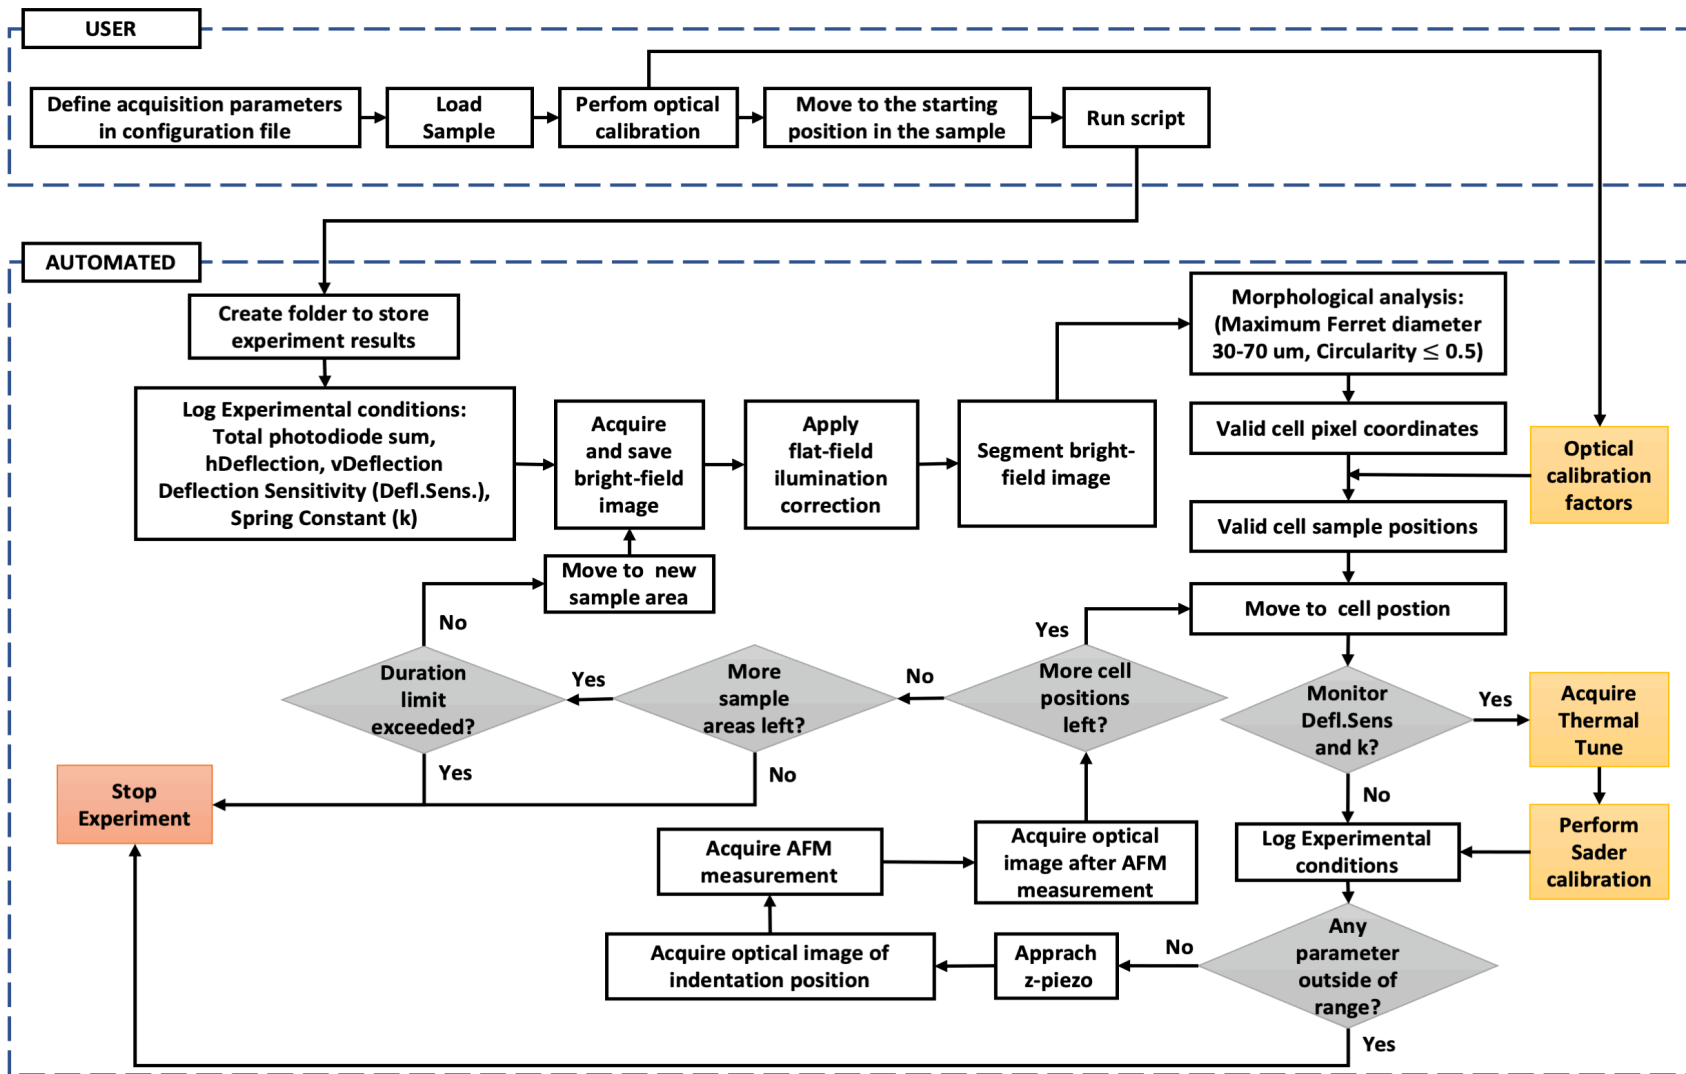 USER
Define acquisition parameters
in configuration file
Load
Sample
Perfom optical
calibration
Move to the starting
position in the sample
Run script
AUTOMATED
Create folder to store
experiment results
Log Experimental conditions:
Total photodiode sum,
hDeflection, vDeflection
Deflection Sensitivity (Defl.Sens.),
Spring Constant (k)
Acquire
and save
bright-field
image
Apply
flat-field
ilumination
correction
Segment bright-
field image
Morphological analysis:
(Maximum Ferret diameter
30-70 um, Circularity ≤ 0.5)
Valid cell pixel coordinates
Optical
calibration
factors
Valid cell sample positions
Move to cell postion
Monitor
Defl.Sens
and k?
Yes
Acquire
Thermal
Tune
Perform
Sader
calibration
No
Log Experimental
conditions
Any
parameter
outside of
range?
Yes
No
Apprach
z-piezo
Acquire optical image of
indentation position
Acquire AFM
measurement
Acquire optical
image after AFM
measurement
More cell
positions
left?
Yes
No
More
sample
areas left?
Yes
No
Duration
limit
exceeded?
No
Yes
Move to new
sample area
Stop
Experiment